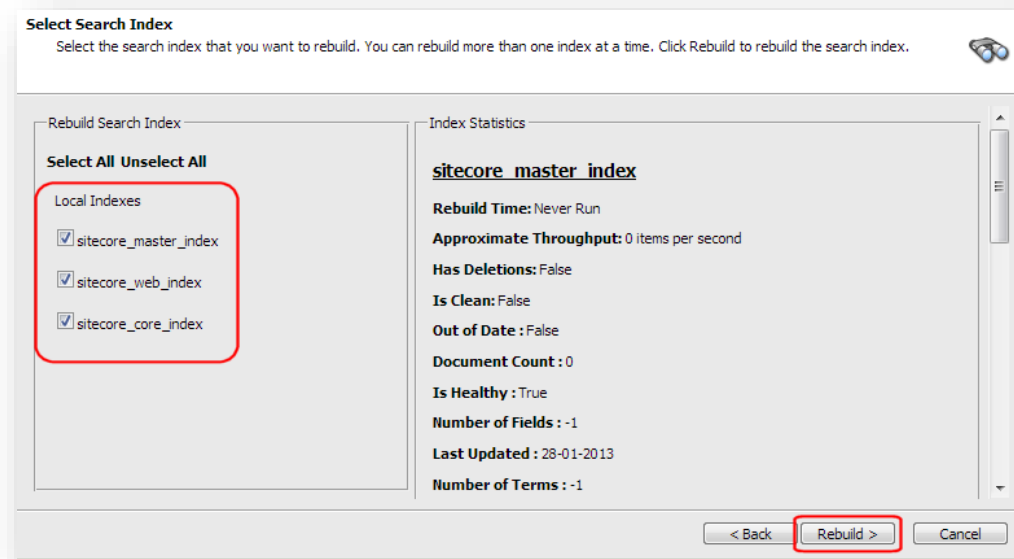 Select Search Index
Select the search index that you want to rebuild. You can rebuild more than one index at a time. Click Rebuild to rebuild the search index.
Rebuild Search Index
Select All Unselect All
Local Indexes
sitecore_master_index
sitecore_web_index
sitecore_core_index
Index Statistics
sitecore_master_index
Rebuild Time: Never Run
Approximate Throughput: 0 items per second
Has Deletions: False
Is Clean: False
Out of Date : False
Document Count : 0
Is Healthy : True
Number of Fields : -1
Last Updated : 28-01-2013
Number of Terms : -1
< Back
Rebuild >
Cancel